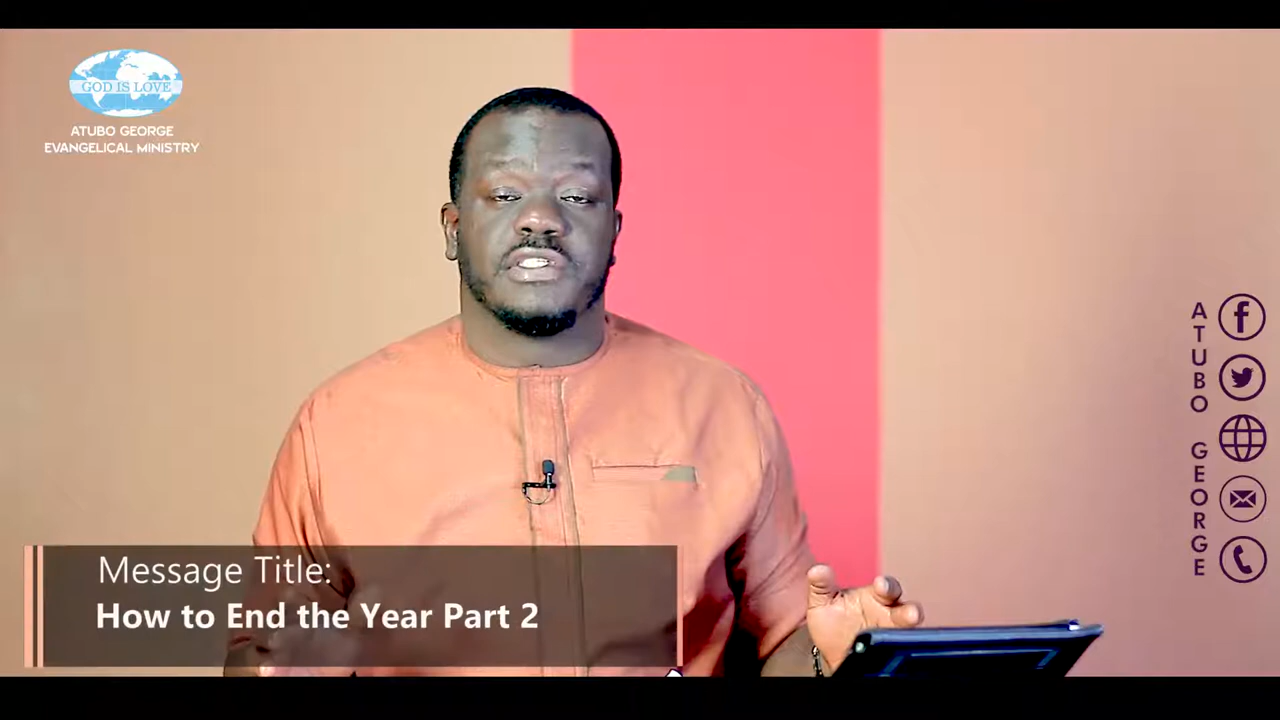 GOD IS LOVE
ATUBO GEORGE
EVANGELICAL MINISTRY
ATUBO GEORGE
Message Title:
How to End the Year Part 2